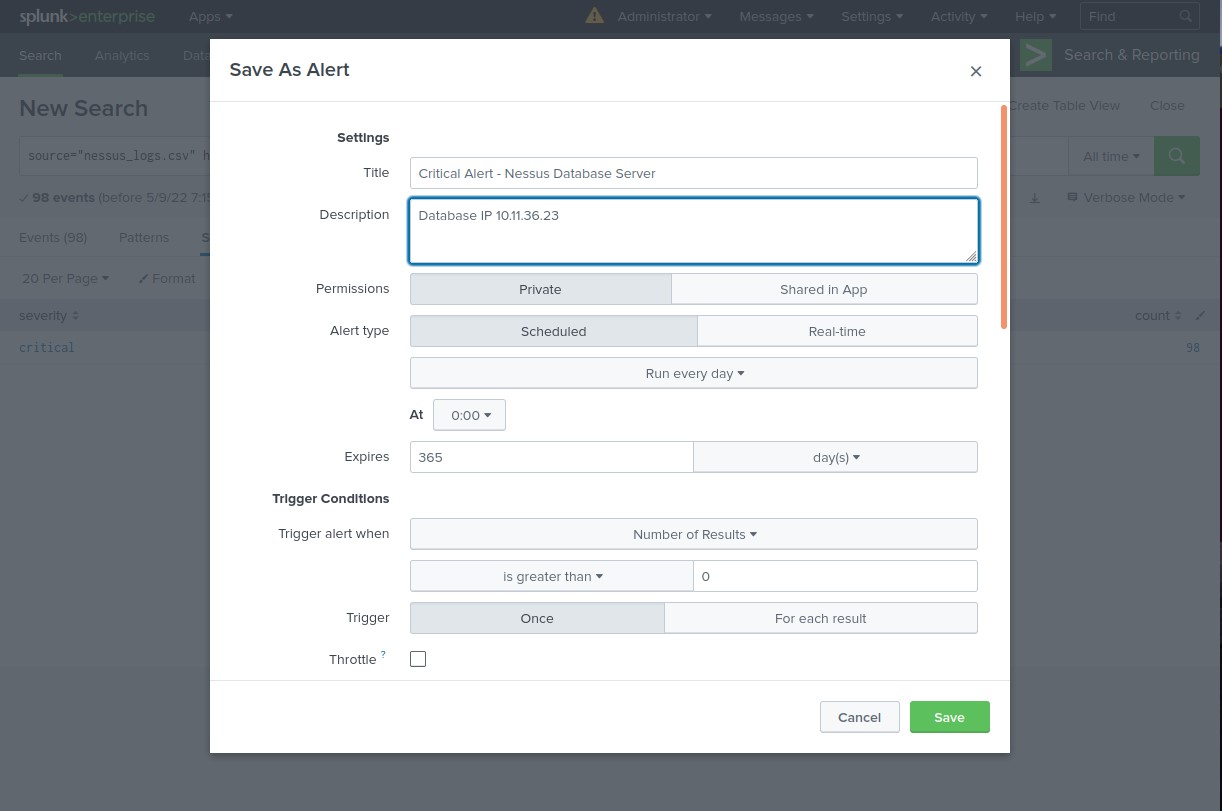 splunk>enterprise Apps Administrator Messages Settings Activity Help Find
Search Analytics Data Search & Reporting
Save As Alert
New Search Create Table View Close
Settings
source="nessus_logs.csv" h All time
Title Critical Alert - Nessus Database Server
98 events (before 5/9/22 7:15 Verbose Mode
Description Database IP 10.11.36.23
Events (98) Patterns S
20 Per Page Format
Permissions Private Shared in App
severity count
Alert type Scheduled Real-time
critical 98
Run every day
At 0:00
Expires 365 day(s)
Trigger Conditions
Trigger alert when Number of Results
is greater than 0
Trigger Once For each result
Throttle ?
Cancel Save